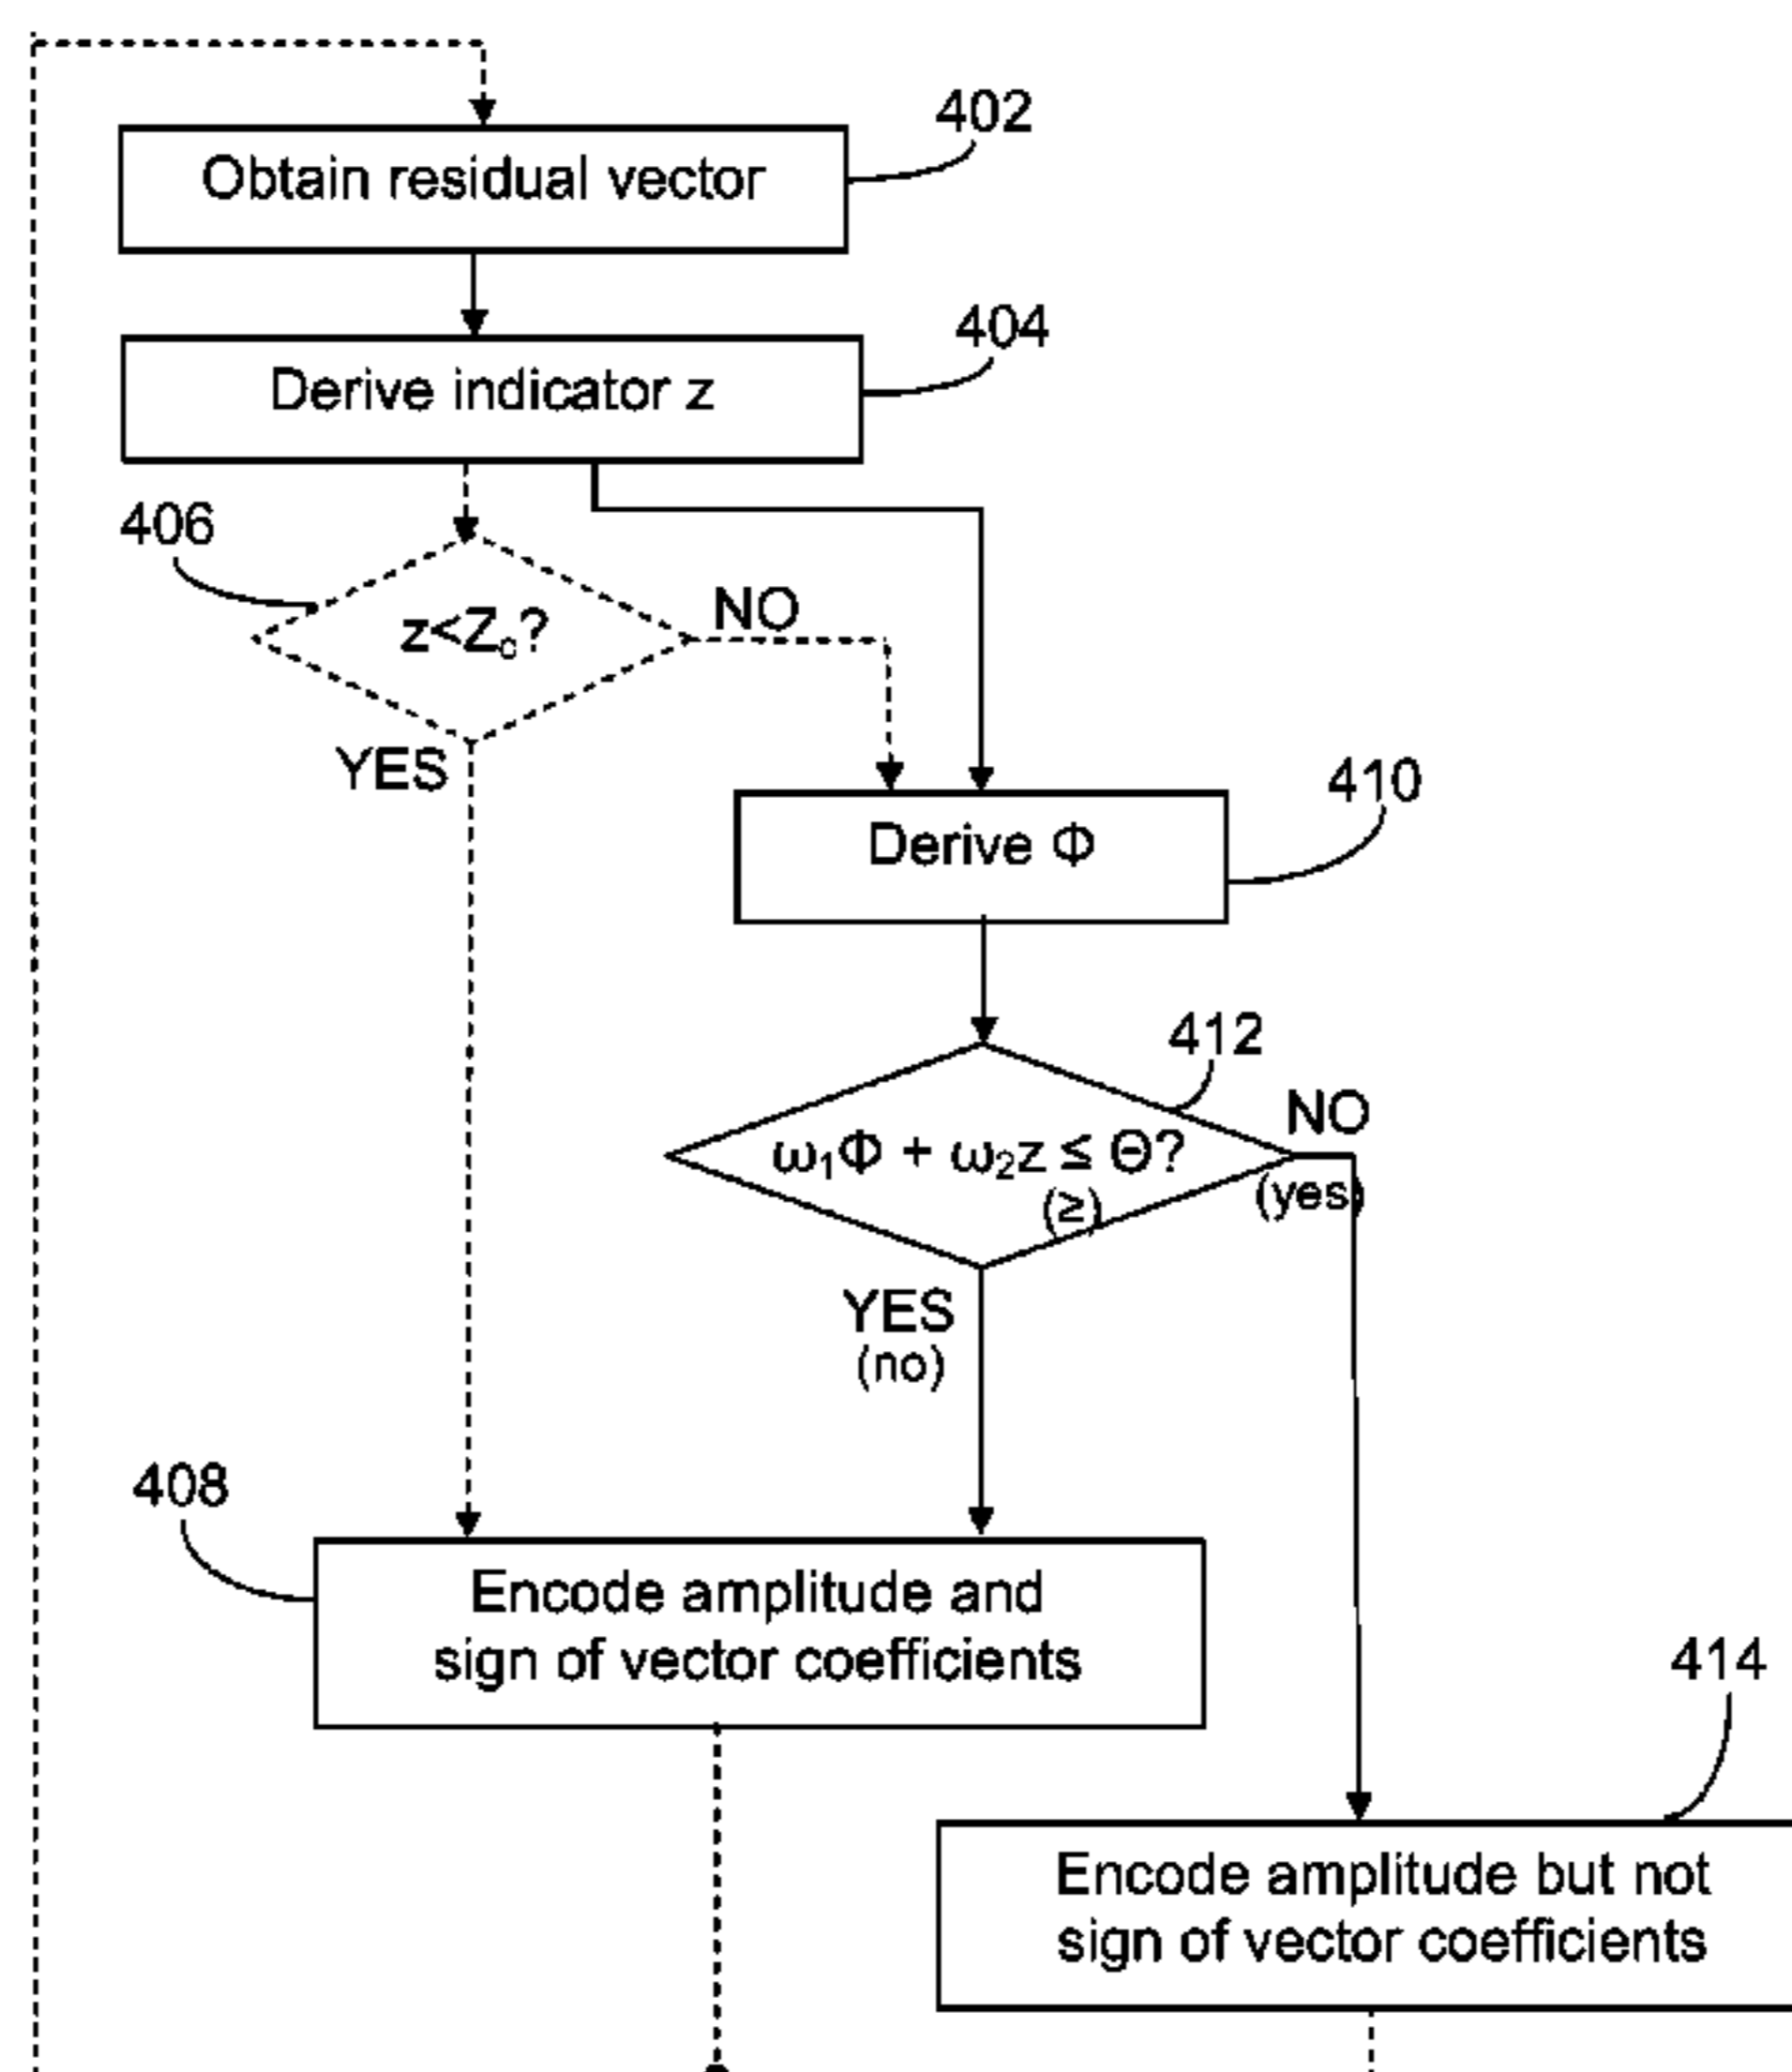 402
Obtain residual vector
404
Derive indicator z
406
NO
z<Zc?
YES
410
Derive Φ
412
NO
ω₁Φ + ω₂z ≤ Θ?
(≥)
(yes)
YES
(no)
408
Encode amplitude and
sign of vector coefficients
414
Encode amplitude but not
sign of vector coefficients